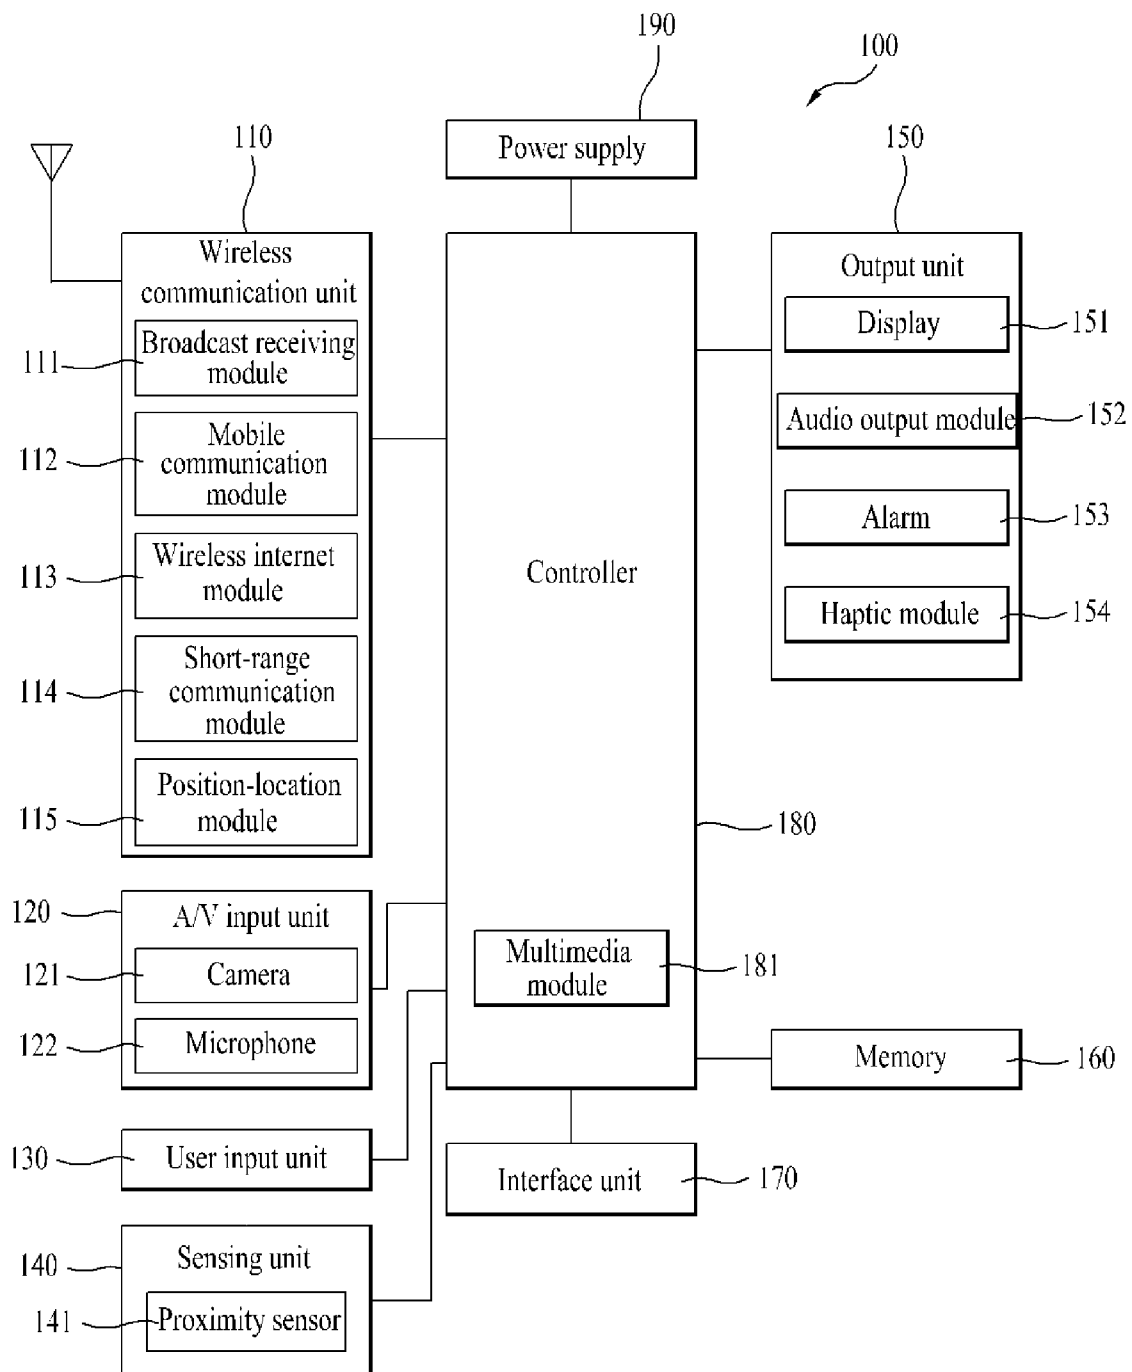 190
100
Power supply
110
150
Wireless
communication unit
Output unit
Broadcast receiving
module
111
Display
151
Mobile
communication
module
112
Audio output module
152
Wireless internet
module
113
Alarm
153
Controller
Haptic module
154
Short-range
communication
module
114
Position-location
module
115
180
120
A/V input unit
Camera
121
Microphone
122
Multimedia
module
181
Memory
160
130
User input unit
Interface unit
170
140
Sensing unit
141
Proximity sensor